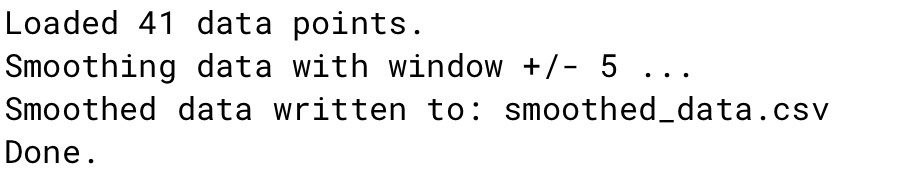 Loaded 41 data points.
Smoothing data with window +/- 5 ...
Smoothed data written to: smoothed_data.csv
Done.